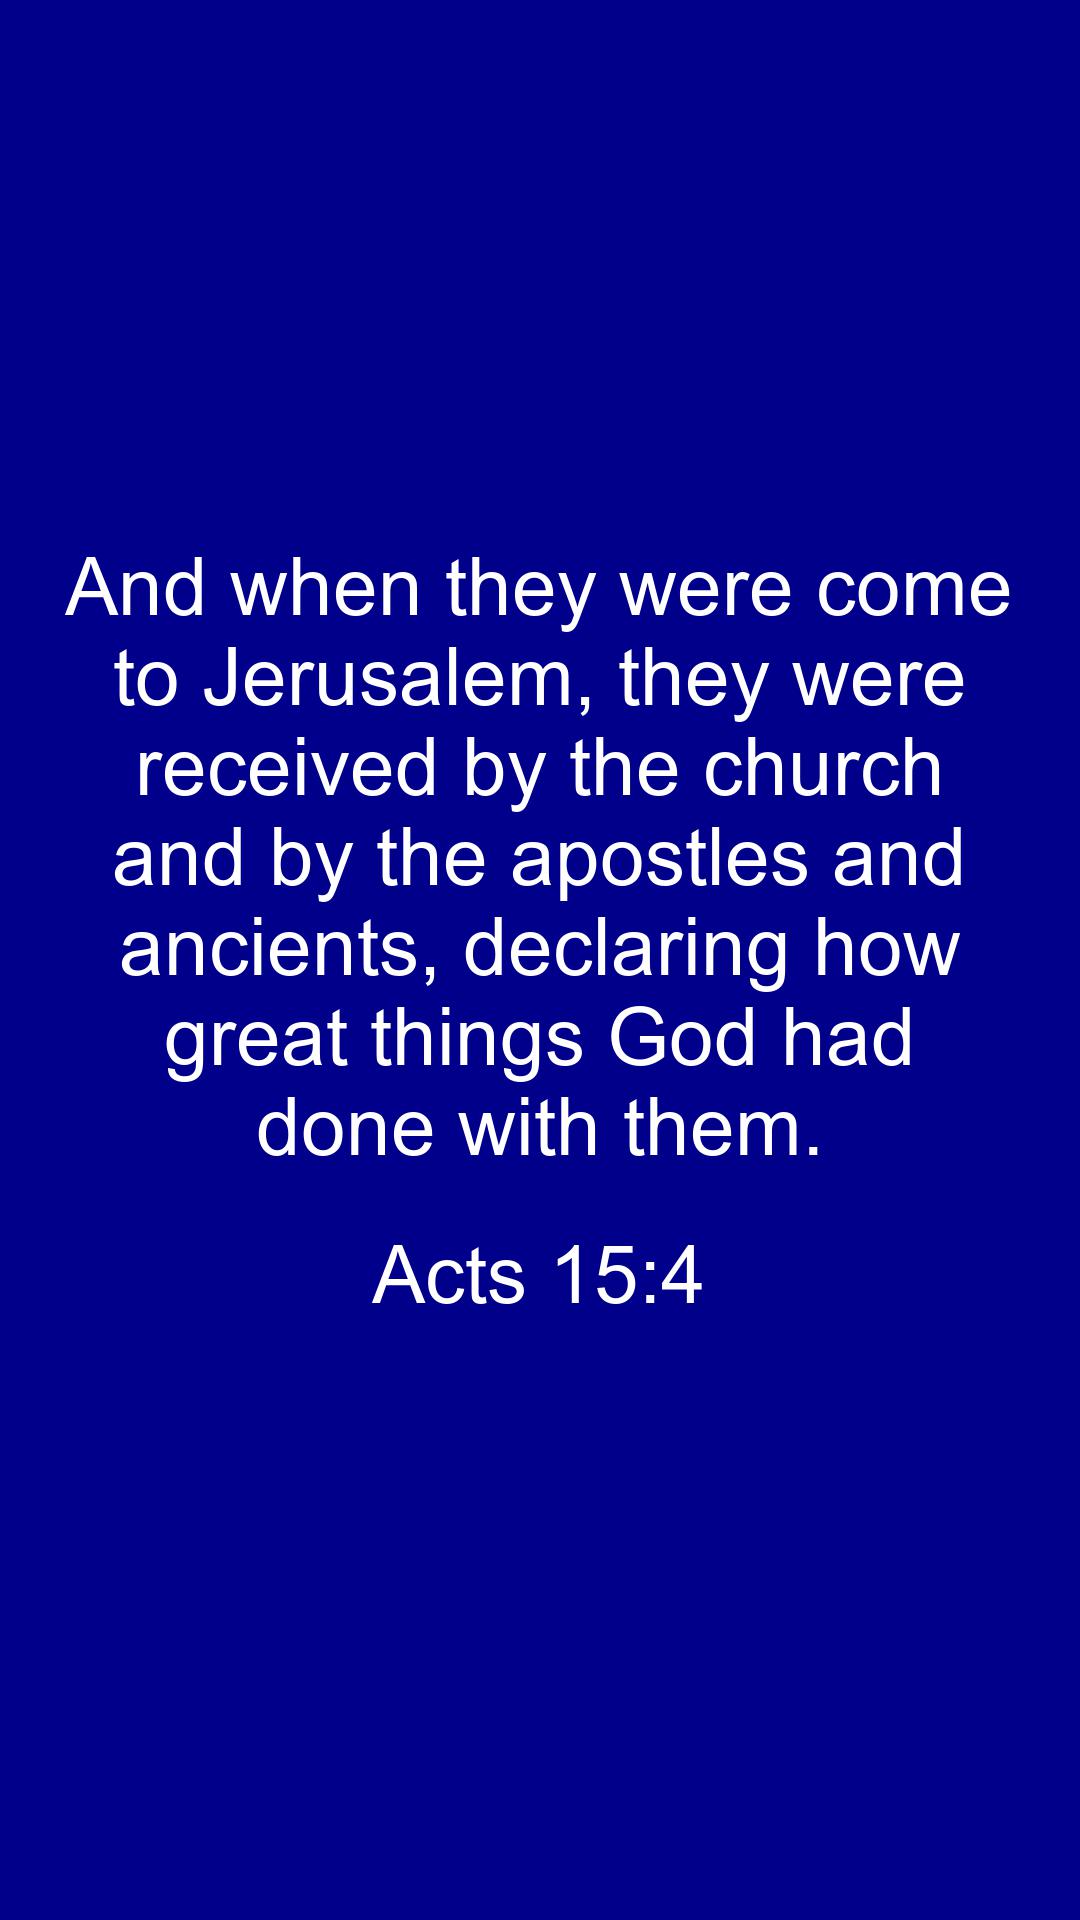 And when they were come
to Jerusalem, they were
received by the church
and by the apostles and
ancients, declaring how
great things God had
done with them.
Acts 15:4